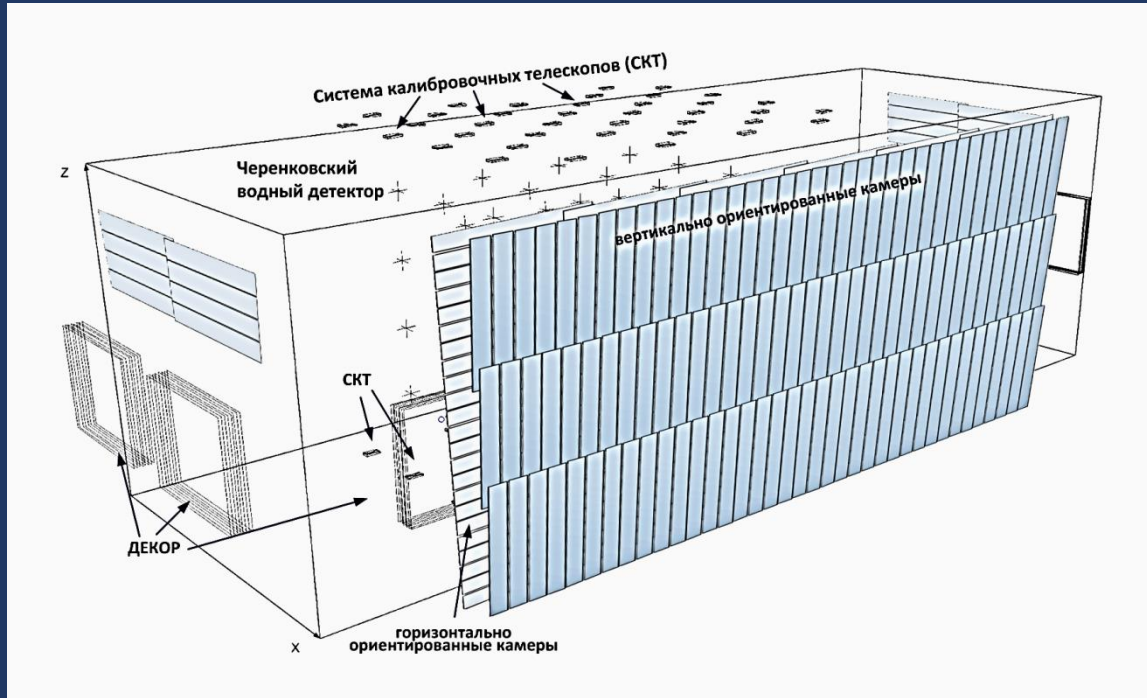 Система калибровочных телескопов (СКТ)
z
Черенковский
водный детектор
вертикально ориентированные камеры
СКТ
ДЕКОР
горизонтально
ориентированные камеры
x